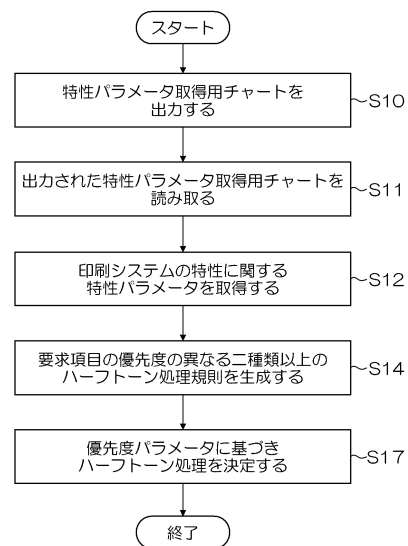 スタート
特性パラメータ取得用チャートを
出力する
S10
出力された特性パラメータ取得用チャートを
読み取る
S11
印刷システムの特性に関する
特性パラメータを取得する
S12
要求項目の優先度の異なる二種類以上の
ハーフトーン処理規則を生成する
S14
優先度パラメータに基づき
ハーフトーン処理を決定する
S17
終了